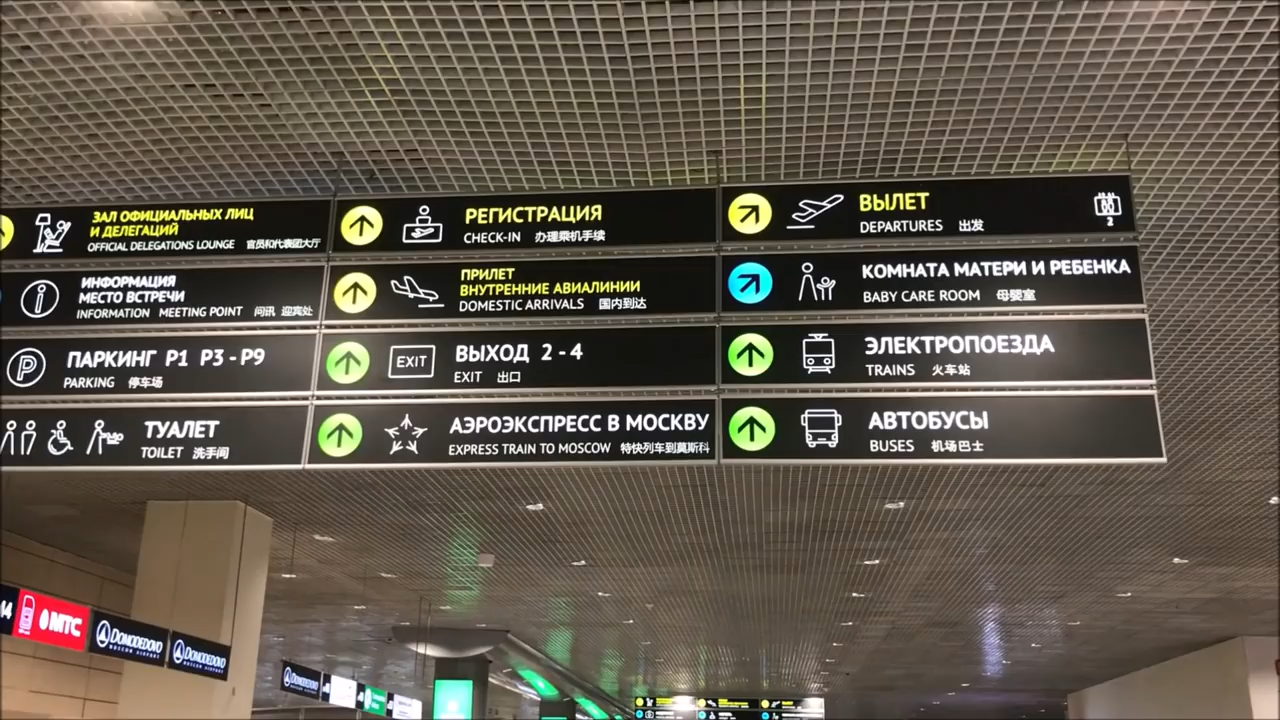 ЗАЛ ОФИЦИАЛЬНЫХ ЛИЦ
И ДЕЛЕГАЦИЙ
OFFICIAL DELEGATIONS LOUNGE 官员和代表团大厅
ИНФОРМАЦИЯ
МЕСТО ВСТРЕЧИ
INFORMATION MEETING POINT 问讯 迎宾处
P ПАРКИНГ P1 P3 - P9
PARKING 停车场
ТУАЛЕТ
TOILET 洗手间
РЕГИСТРАЦИЯ
CHECK-IN 办理乘机手续
ПРИЛЕТ
ВНУТРЕННИЕ АВИАЛИНИИ
DOMESTIC ARRIVALS 国内到达
EXIT ВЫХОД 2 - 4
EXIT 出口
АЭРОЭКСПРЕСС В МОСКВУ
EXPRESS TRAIN TO MOSCOW 特快列车到莫斯科
ВЫЛЕТ
DEPARTURES 出发
2
КОМНАТА МАТЕРИ И РЕБЕНКА
BABY CARE ROOM 母婴室
ЭЛЕКТРОПОЕЗДА
TRAINS 火车站
АВТОБУСЫ
BUSES 机场巴士
МТС
DOMODEDOVO
MOSCOW AIRPORT
DOMODEDOVO
MOSCOW AIRPORT
DOMODEDOVO